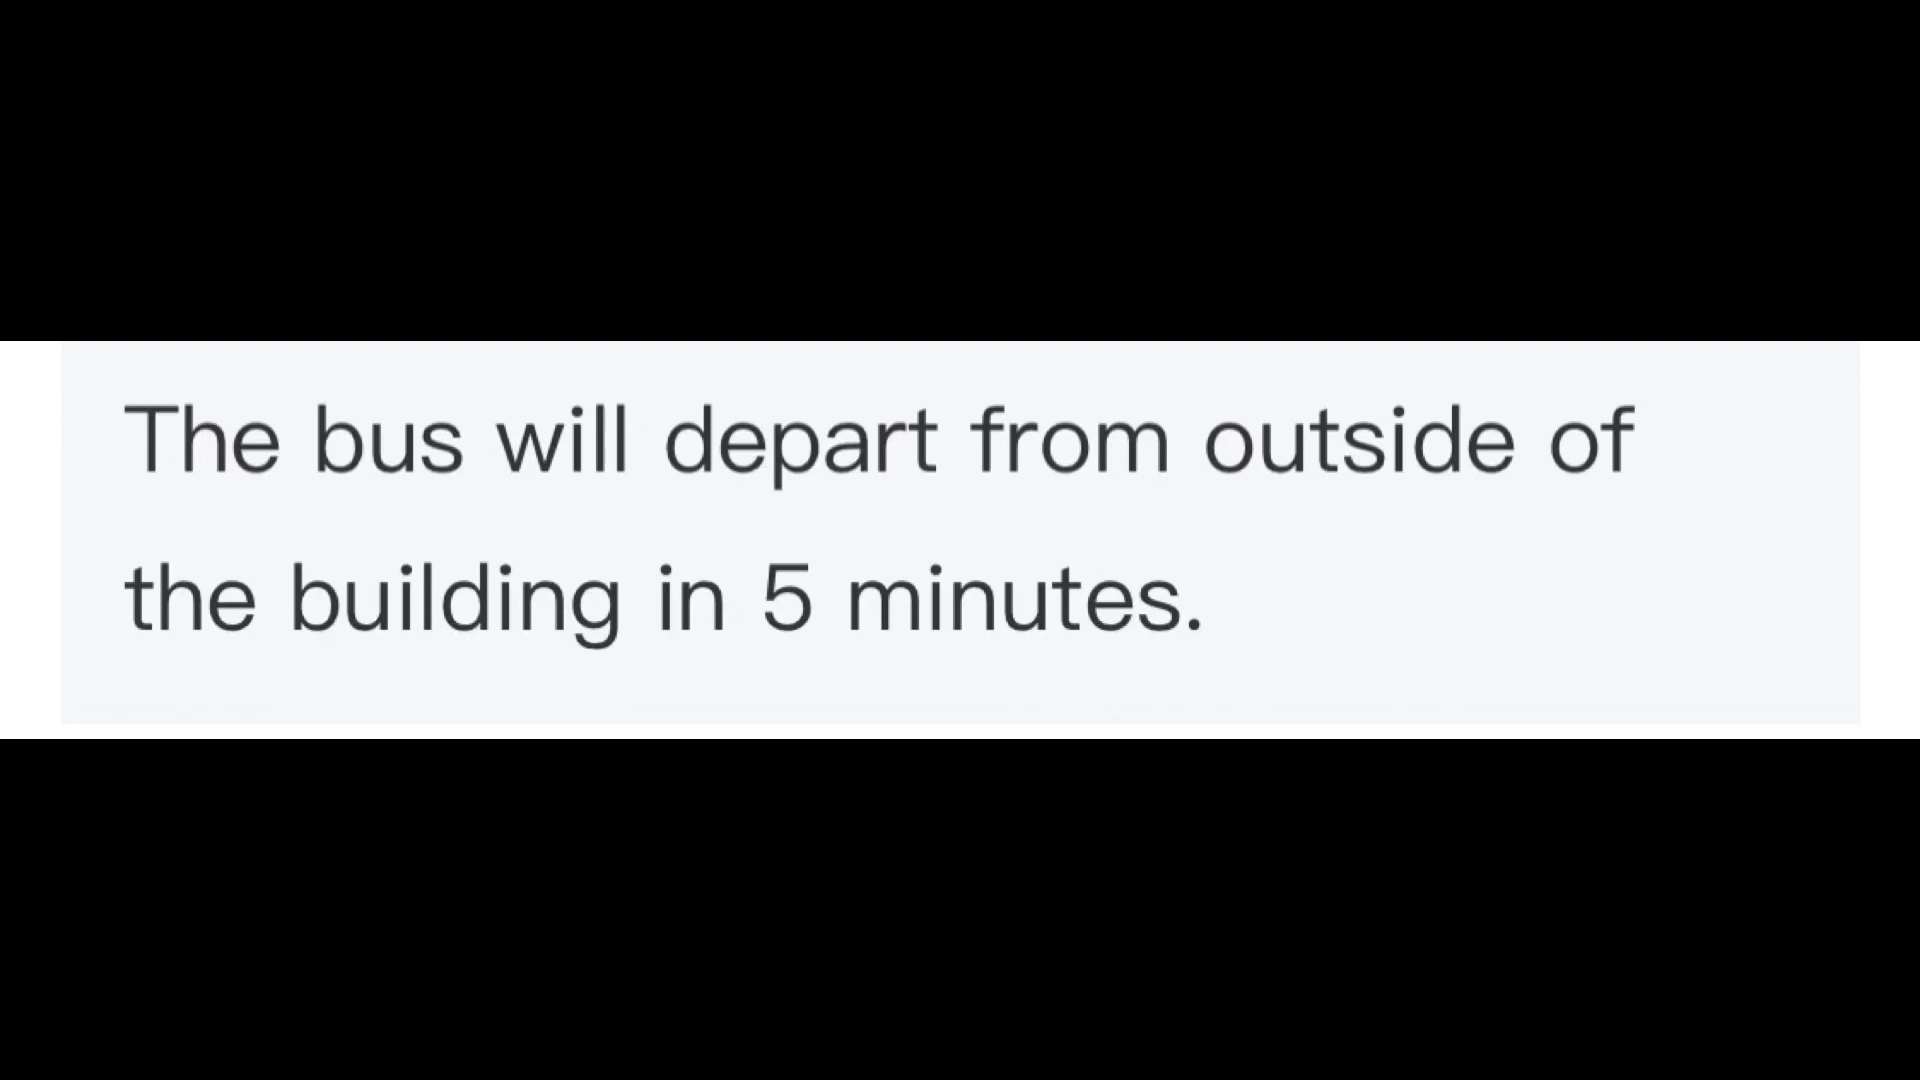 The bus will depart from outside of
the building in 5 minutes.